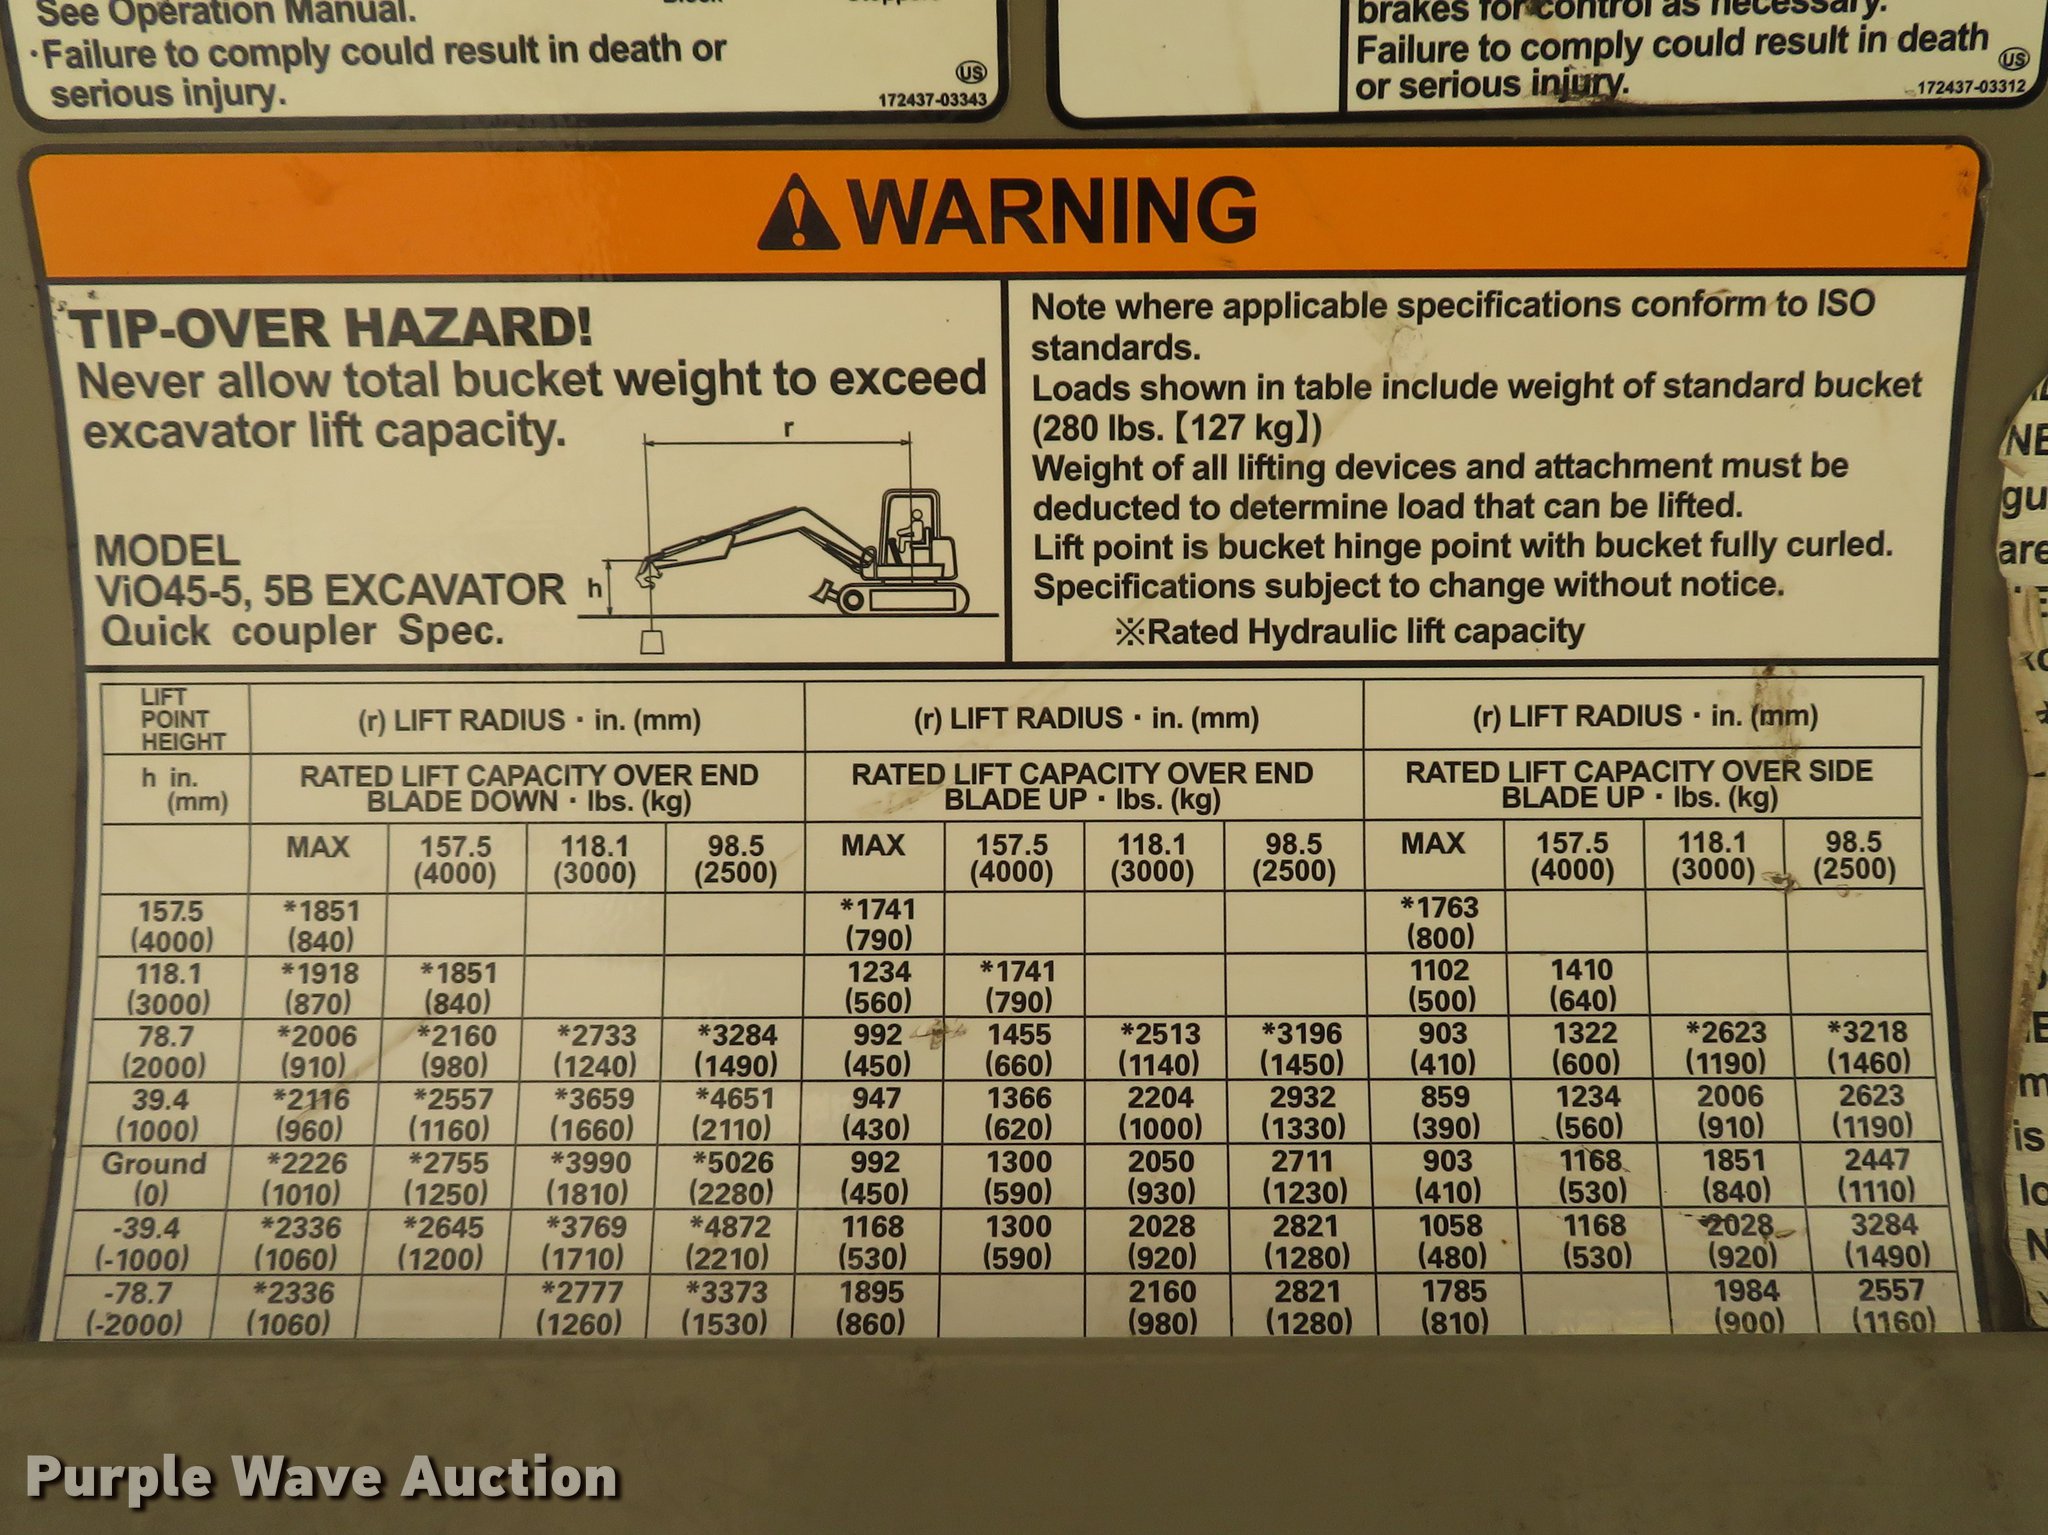 See Operation Manual.
·Failure to comply could result in death or
serious injury.
US
172437-03343
brakes for control as necessary.
Failure to comply could result in death
or serious injury.
US
172437-03312
WARNING
TIP-OVER HAZARD!
Never allow total bucket weight to exceed
excavator lift capacity.
r
h
MODEL
ViO45-5, 5B EXCAVATOR
Quick coupler Spec.
Note where applicable specifications conform to ISO
standards.
Loads shown in table include weight of standard bucket
(280 lbs.【127 kg】)
Weight of all lifting devices and attachment must be
deducted to determine load that can be lifted.
Lift point is bucket hinge point with bucket fully curled.
Specifications subject to change without notice.
※Rated Hydraulic lift capacity
LIFT POINT HEIGHT (r) LIFT RADIUS · in. (mm) (r) LIFT RADIUS · in. (mm) (r) LIFT RADIUS · in. (mm)
h in. (mm) RATED LIFT CAPACITY OVER END BLADE DOWN · lbs. (kg) RATED LIFT CAPACITY OVER END BLADE UP · lbs. (kg) RATED LIFT CAPACITY OVER SIDE BLADE UP · lbs. (kg)
MAX 157.5 118.1 98.5 MAX 157.5 118.1 98.5 MAX 157.5 118.1 98.5
(4000) (3000) (2500) (4000) (3000) (2500) (4000) (3000) (2500)
157.5 *1851 *1741 *1763
(4000) (840) (790) (800)
118.1 *1918 *1851 1234 *1741 1102 1410
(3000) (870) (840) (560) (790) (500) (640)
78.7 *2006 *2160 *2733 *3284 992 1455 *2513 *3196 903 1322 *2623 *3218
(2000) (910) (980) (1240) (1490) (450) (660) (1140) (1450) (410) (600) (1190) (1460)
39.4 *2116 *2557 *3659 *4651 947 1366 2204 2932 859 1234 2006 2623
(1000) (960) (1160) (1660) (2110) (430) (620) (1000) (1330) (390) (560) (910) (1190)
Ground *2226 *2755 *3990 *5026 992 1300 2050 2711 903 1168 1851 2447
(0) (1010) (1250) (1810) (2280) (450) (590) (930) (1230) (410) (530) (840) (1110)
-39.4 *2336 *2645 *3769 *4872 1168 1300 2028 2821 1058 1168 *2028 3284
(-1000) (1060) (1200) (1710) (2210) (530) (590) (920) (1280) (480) (530) (920) (1490)
-78.7 *2336 *2777 *3373 1895 2160 2821 1785 1984 2557
(-2000) (1060) (1260) (1530) (860) (980) (1280) (810) (900) (1160)
Purple Wave Auction